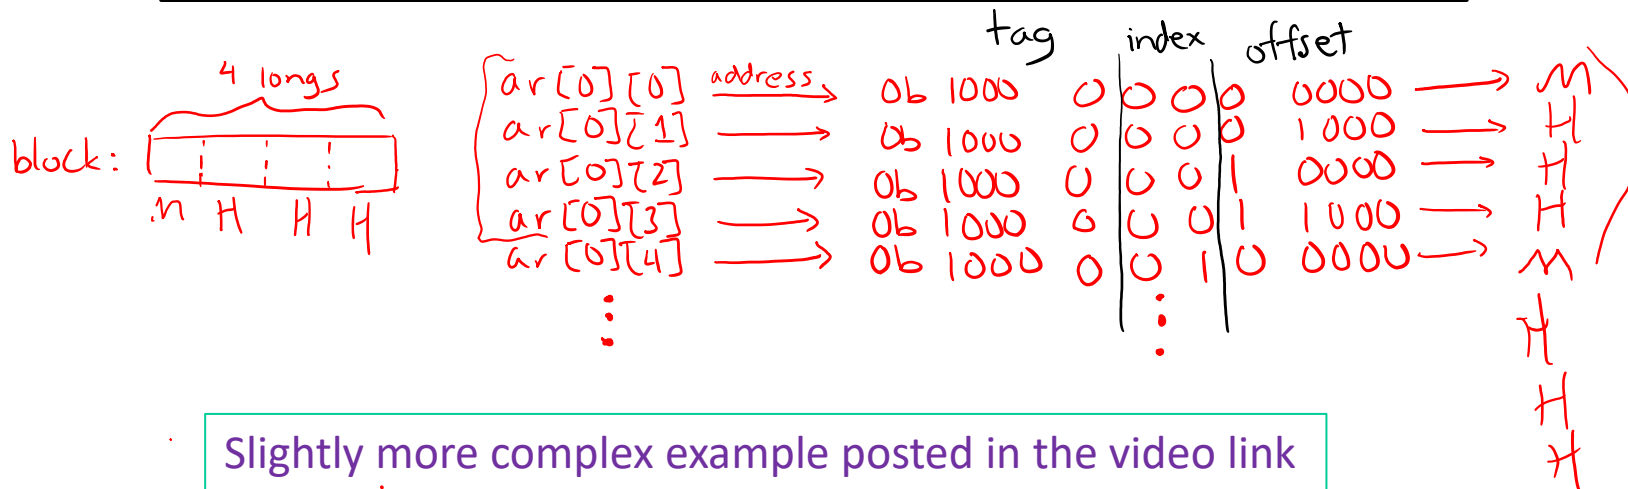 tag index offset
4 longs
ar[0][0] address 0b 1000 0 0 0 0 0000 M
ar[0][1] 0b 1000 0 0 0 0 1000 H
block: ar[0][2] 0b 1000 0 0 0 1 0000 H
M H H H ar[0][3] 0b 1000 0 0 0 1 1000 H
ar[0][4] 0b 1000 0 0 1 0 0000 M
H
H
H
Slightly more complex example posted in the video link